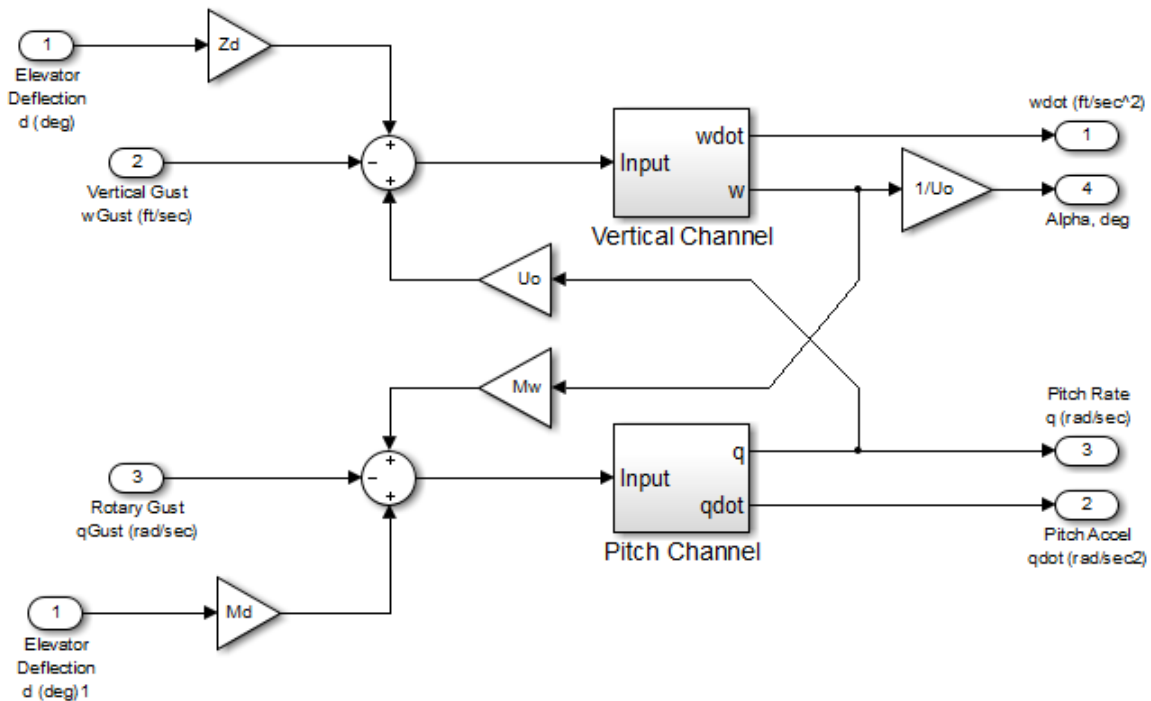 1
Elevator
Deflection
d (deg)
Zd
2
Vertical Gust
wGust (ft/sec)
+
−
+
Input
wdot
w
Vertical Channel
wdot (ft/sec^2)
1
1/Uo
4
Alpha, deg
Uo
Mw
3
Rotary Gust
qGust (rad/sec)
+
−
+
Input
q
qdot
Pitch Channel
Pitch Rate
q (rad/sec)
3
2
Pitch Accel
qdot (rad/sec2)
1
Elevator
Deflection
d (deg)1
Md